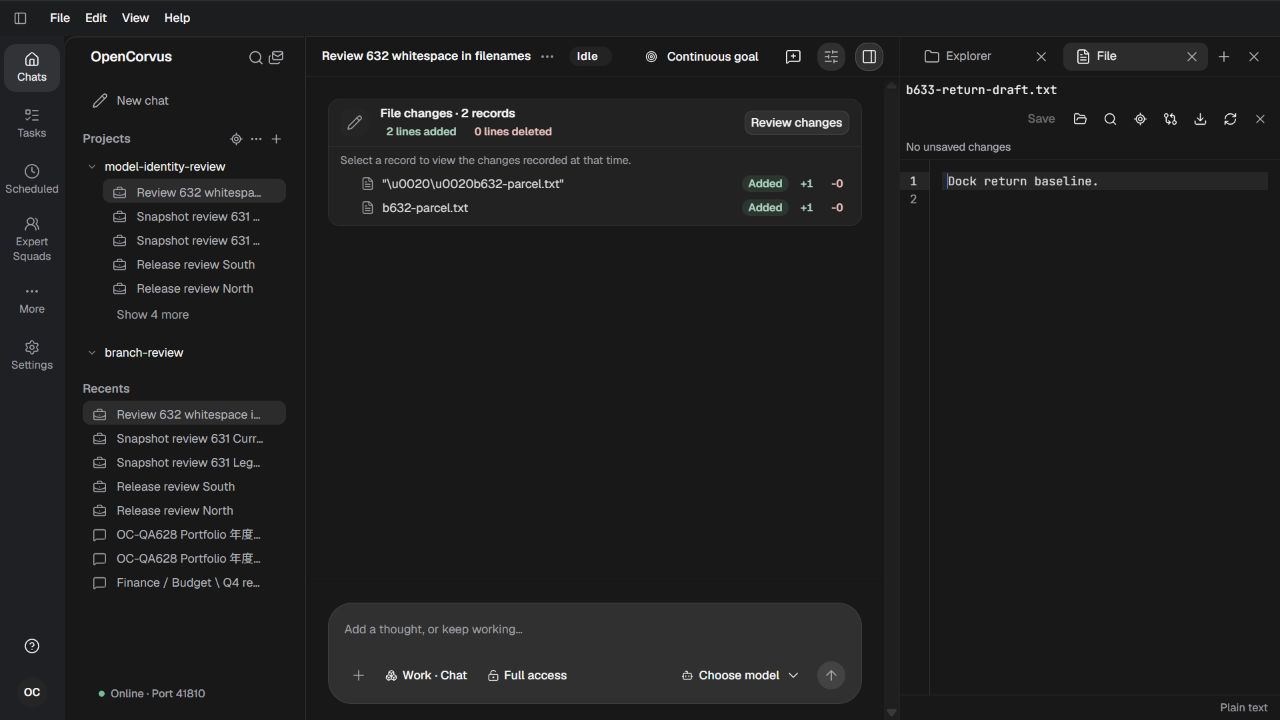 File Edit View Help
Chats
Tasks
Scheduled
Expert
Squads
More
Settings
OC
OpenCorvus
New chat
Projects
model-identity-review
Review 632 whitespa...
Snapshot review 631 ...
Snapshot review 631 ...
Release review South
Release review North
Show 4 more
branch-review
Recents
Review 632 whitespace i...
Snapshot review 631 Curr...
Snapshot review 631 Leg...
Release review South
Release review North
OC-QA628 Portfolio 年度...
OC-QA628 Portfolio 年度...
Finance / Budget \ Q4 re...
Online · Port 41810
Review 632 whitespace in filenames ··· Idle Continuous goal
File changes · 2 records
2 lines added 0 lines deleted
Review changes
Select a record to view the changes recorded at that time.
"\u0020\u0020b632-parcel.txt" Added +1 -0
b632-parcel.txt Added +1 -0
Add a thought, or keep working...
Work · Chat Full access Choose model
Explorer File
b633-return-draft.txt
Save
No unsaved changes
1 Dock return baseline.
2
Plain text